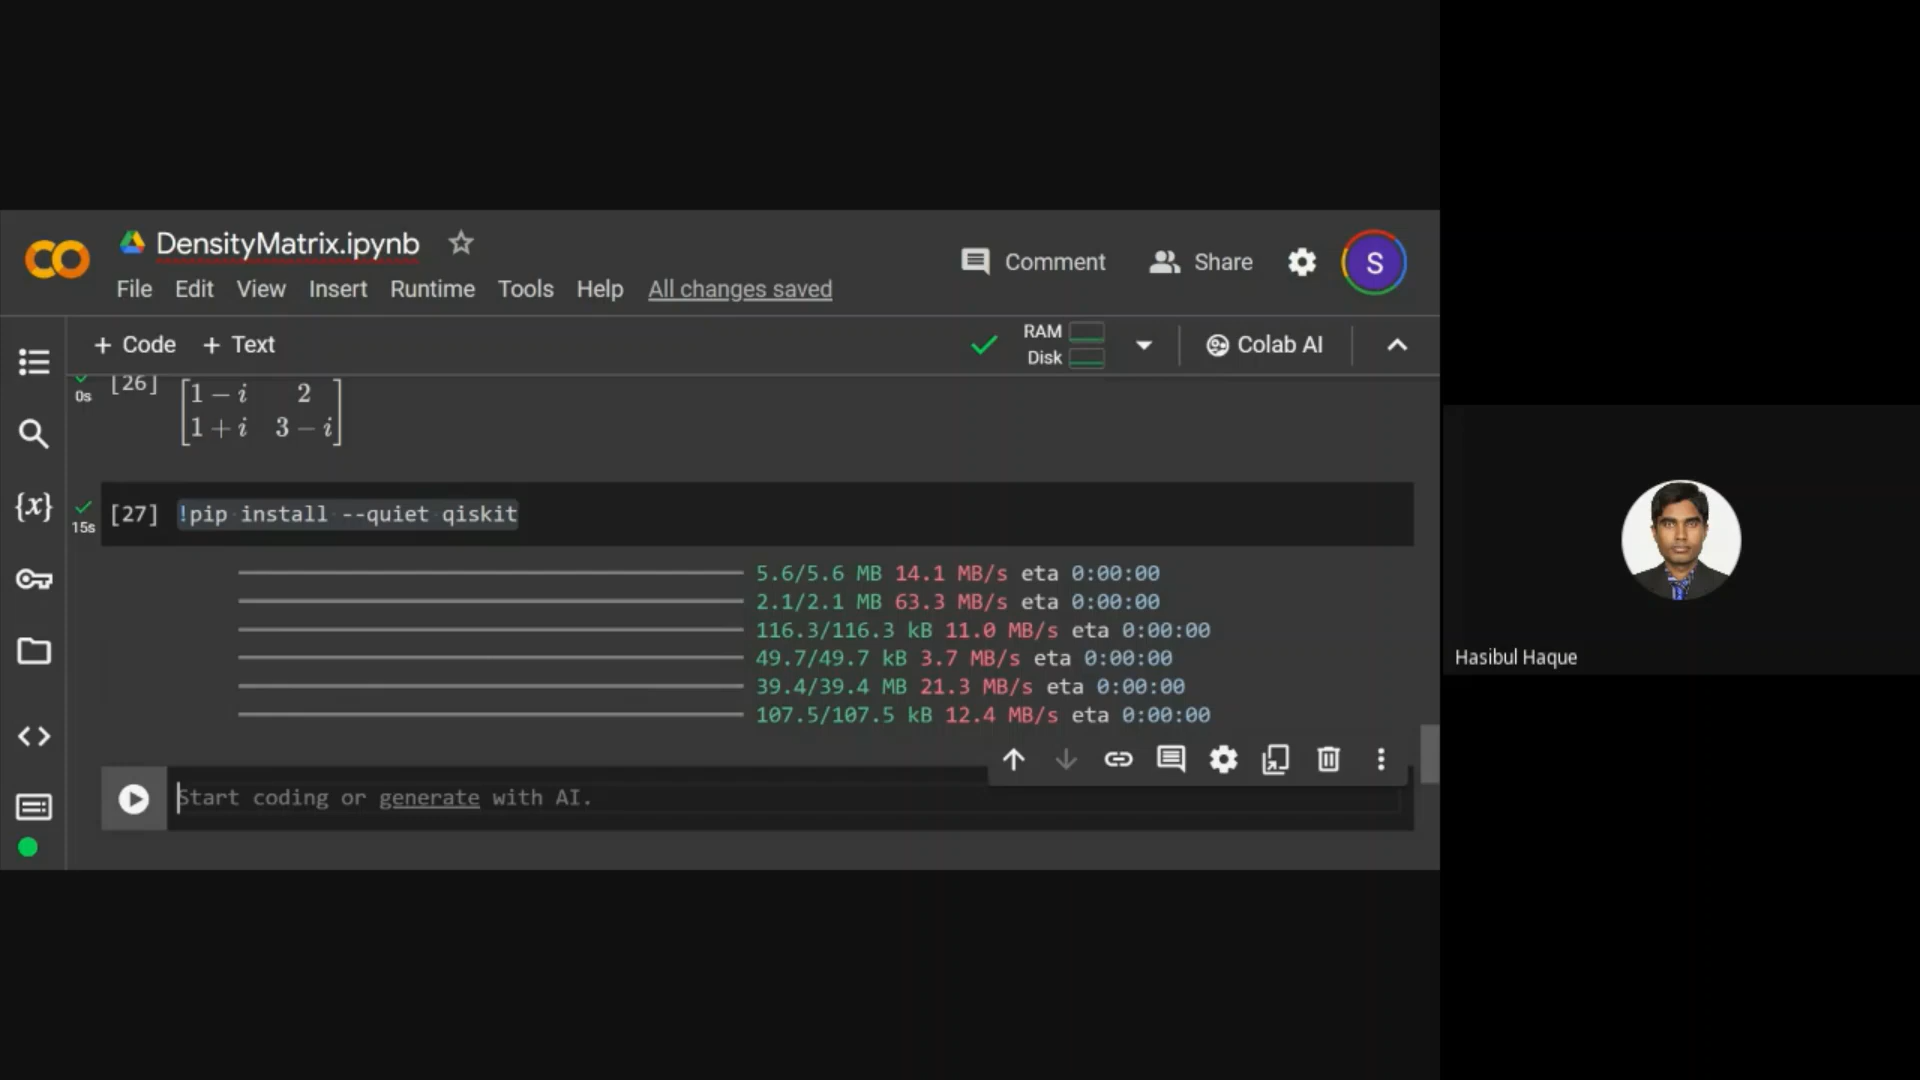 DensityMatrix.ipynb
Comment
Share
S
File Edit View Insert Runtime Tools Help All changes saved
+ Code + Text
RAM
Disk
Colab AI
0s
[26]
1 − i 2
1 + i 3 − i
{x}
15s
[27] !pip install --quiet qiskit
5.6/5.6 MB 14.1 MB/s eta 0:00:00
2.1/2.1 MB 63.3 MB/s eta 0:00:00
116.3/116.3 kB 11.0 MB/s eta 0:00:00
49.7/49.7 kB 3.7 MB/s eta 0:00:00
39.4/39.4 MB 21.3 MB/s eta 0:00:00
107.5/107.5 kB 12.4 MB/s eta 0:00:00
Start coding or generate with AI.
Hasibul Haque